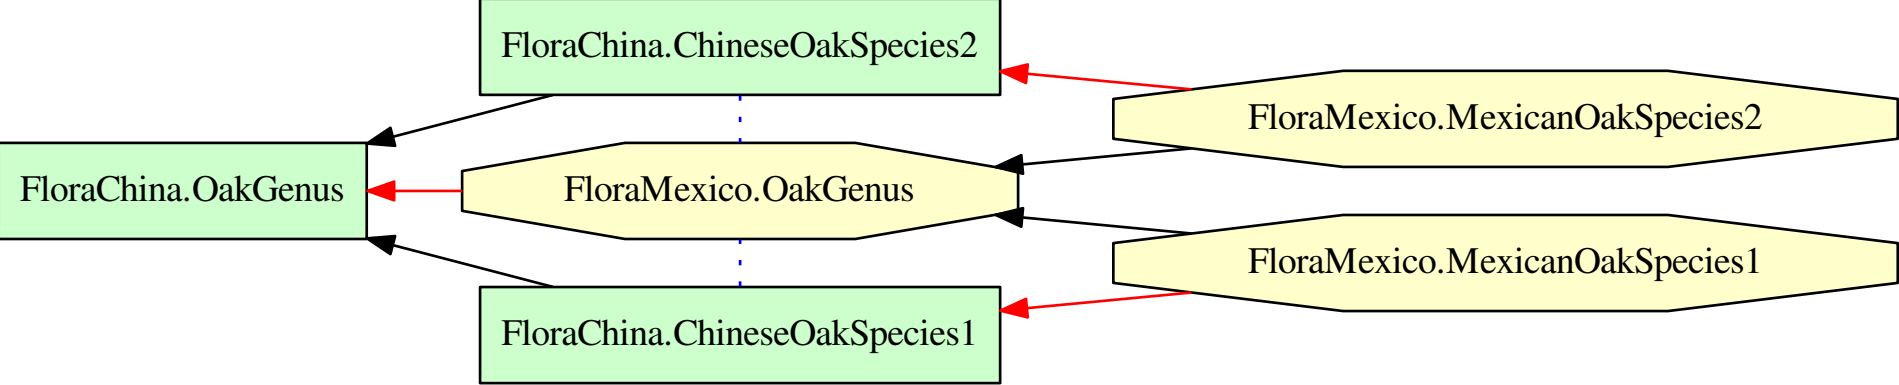 FloraChina.ChineseOakSpecies2
FloraMexico.MexicanOakSpecies2
FloraChina.OakGenus
FloraMexico.OakGenus
FloraMexico.MexicanOakSpecies1
FloraChina.ChineseOakSpecies1